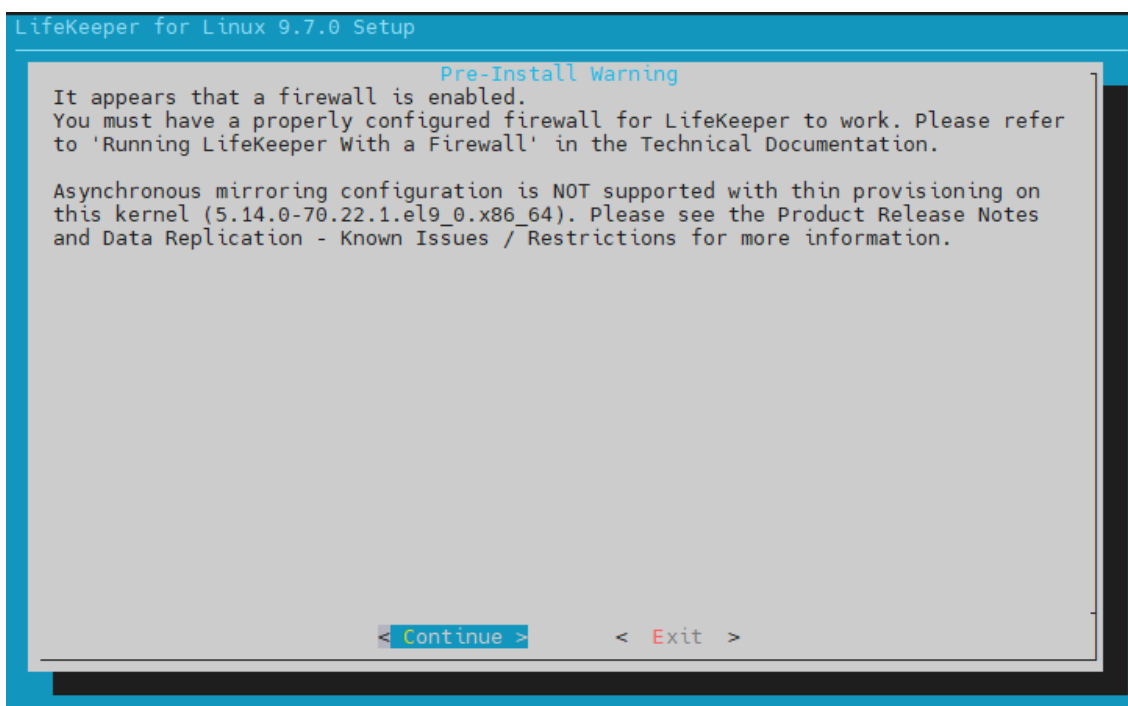 LifeKeeper for Linux 9.7.0 Setup
Pre-Install Warning
It appears that a firewall is enabled.
You must have a properly configured firewall for LifeKeeper to work. Please refer
to 'Running LifeKeeper With a Firewall' in the Technical Documentation.
Asynchronous mirroring configuration is NOT supported with thin provisioning on
this kernel (5.14.0-70.22.1.el9_0.x86_64). Please see the Product Release Notes
and Data Replication - Known Issues / Restrictions for more information.
< Continue > < Exit >